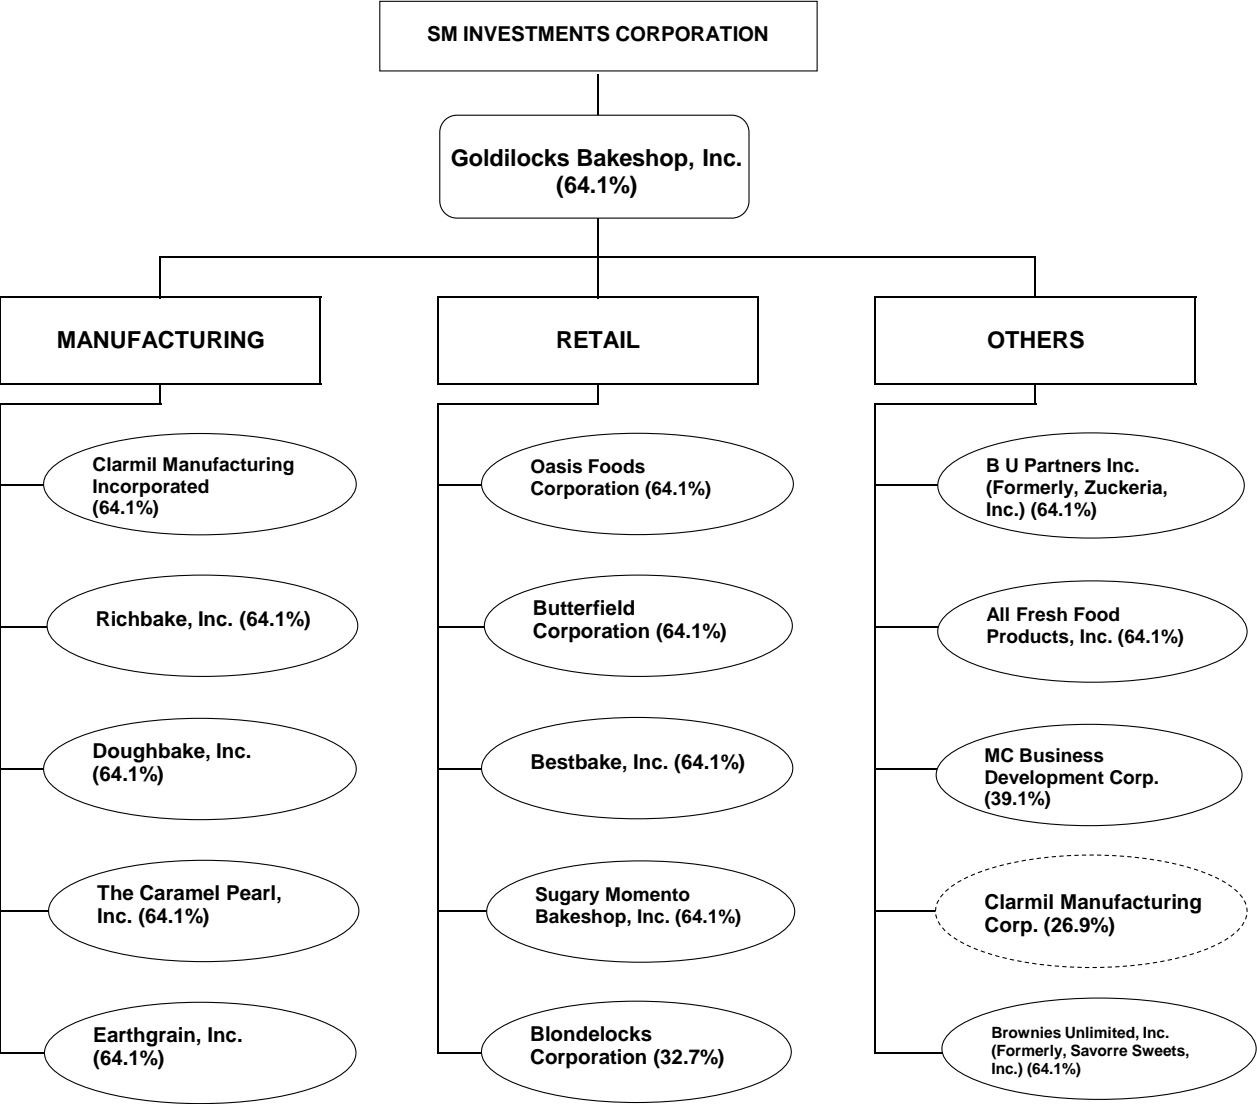 SM INVESTMENTS CORPORATION
Goldilocks Bakeshop, Inc.
(64.1%)
MANUFACTURING
Clarmil Manufacturing
Incorporated
(64.1%)
Richbake, Inc. (64.1%)
Doughbake, Inc.
(64.1%)
The Caramel Pearl,
Inc. (64.1%)
Earthgrain, Inc.
(64.1%)
RETAIL
Oasis Foods
Corporation (64.1%)
Butterfield
Corporation (64.1%)
Bestbake, Inc. (64.1%)
Sugary Momento
Bakeshop, Inc. (64.1%)
Blondelocks
Corporation (32.7%)
OTHERS
B U Partners Inc.
(Formerly, Zuckeria,
Inc.) (64.1%)
All Fresh Food
Products, Inc. (64.1%)
MC Business
Development Corp.
(39.1%)
Clarmil Manufacturing
Corp. (26.9%)
Brownies Unlimited, Inc.
(Formerly, Savorre Sweets,
Inc.) (64.1%)